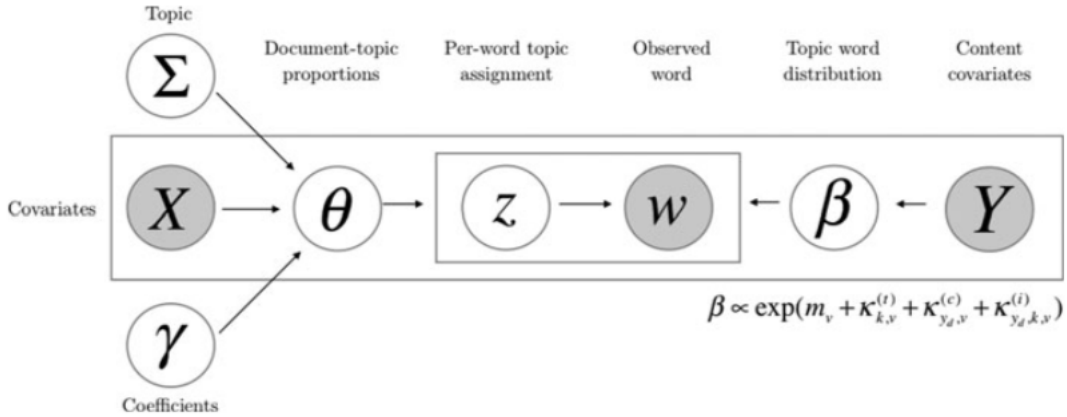 Topic
Σ
Document-topic
proportions
Per-word topic
assignment
Observed
word
Topic word
distribution
Content
covariates
Covariates
X
θ
z
w
β
Y
β ∝ exp(m_v + κ_{k,v}^{(t)} + κ_{y_d,v}^{(c)} + κ_{y_d,k,v}^{(i)})
γ
Coefficients